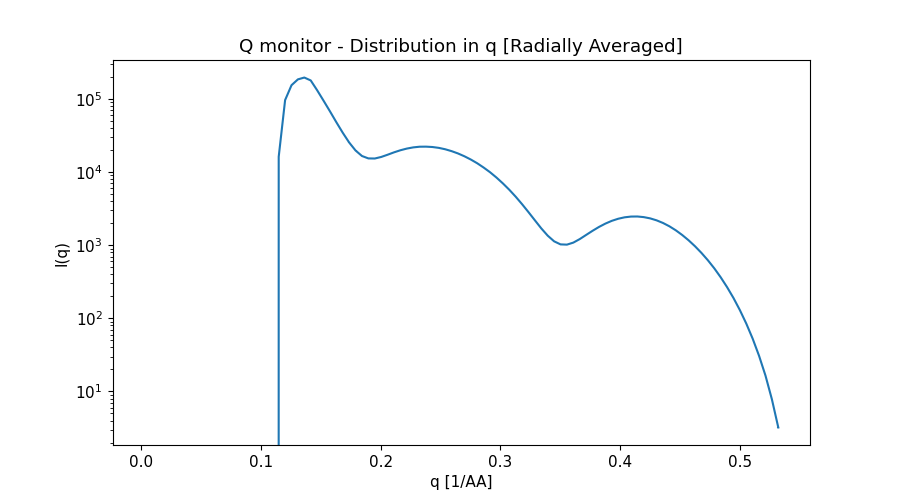 Q monitor - Distribution in q [Radially Averaged]
I(q)
10⁵
10⁴
10³
10²
10¹
0.0 0.1 0.2 0.3 0.4 0.5
q [1/AA]